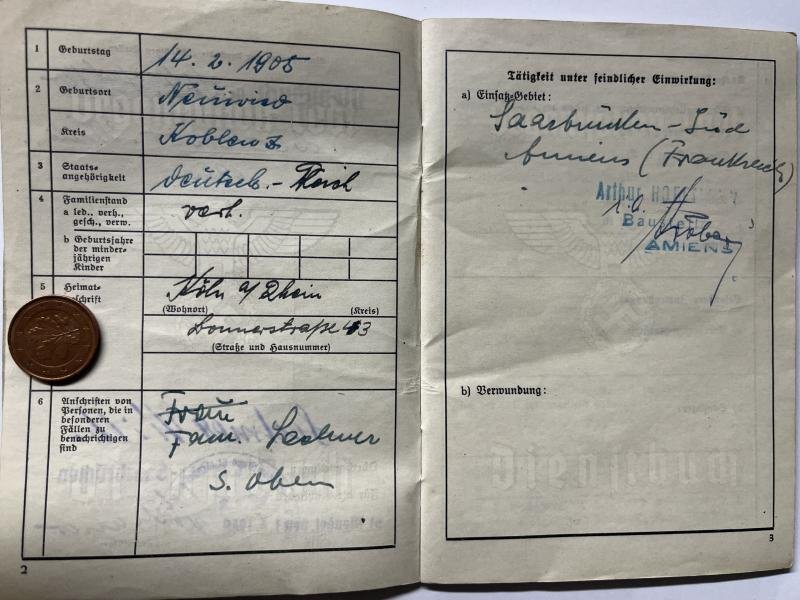 1 Geburtstag
14. 2. 1905
2 Geburtsort
Neuwied
Kreis
Koblenz
3 Staats-
angehörigkeit
deutsch. - Reich
4 Familienstand
a led., verh.,
gesch., verw.
verh.
b Geburtsjahre
der minder-
jährigen
Kinder
5 Heimat-
Köln a/Rhein
(Wohnort) (Kreis)
Donnerstraße 43
(Straße und Hausnummer)
6 Anschriften von
Personen, die in
besonderen
Fällen zu
benachrichtigen
sind
Frau
Fam. Lechner
s. oben
2
Tätigkeit unter feindlicher Einwirkung:
a) Einsatz-Gebiet:
Saarbrücken-Süd
Amiens (Frankreich)
Arthur
i.A.
AMIENS
b) Verwundung:
3